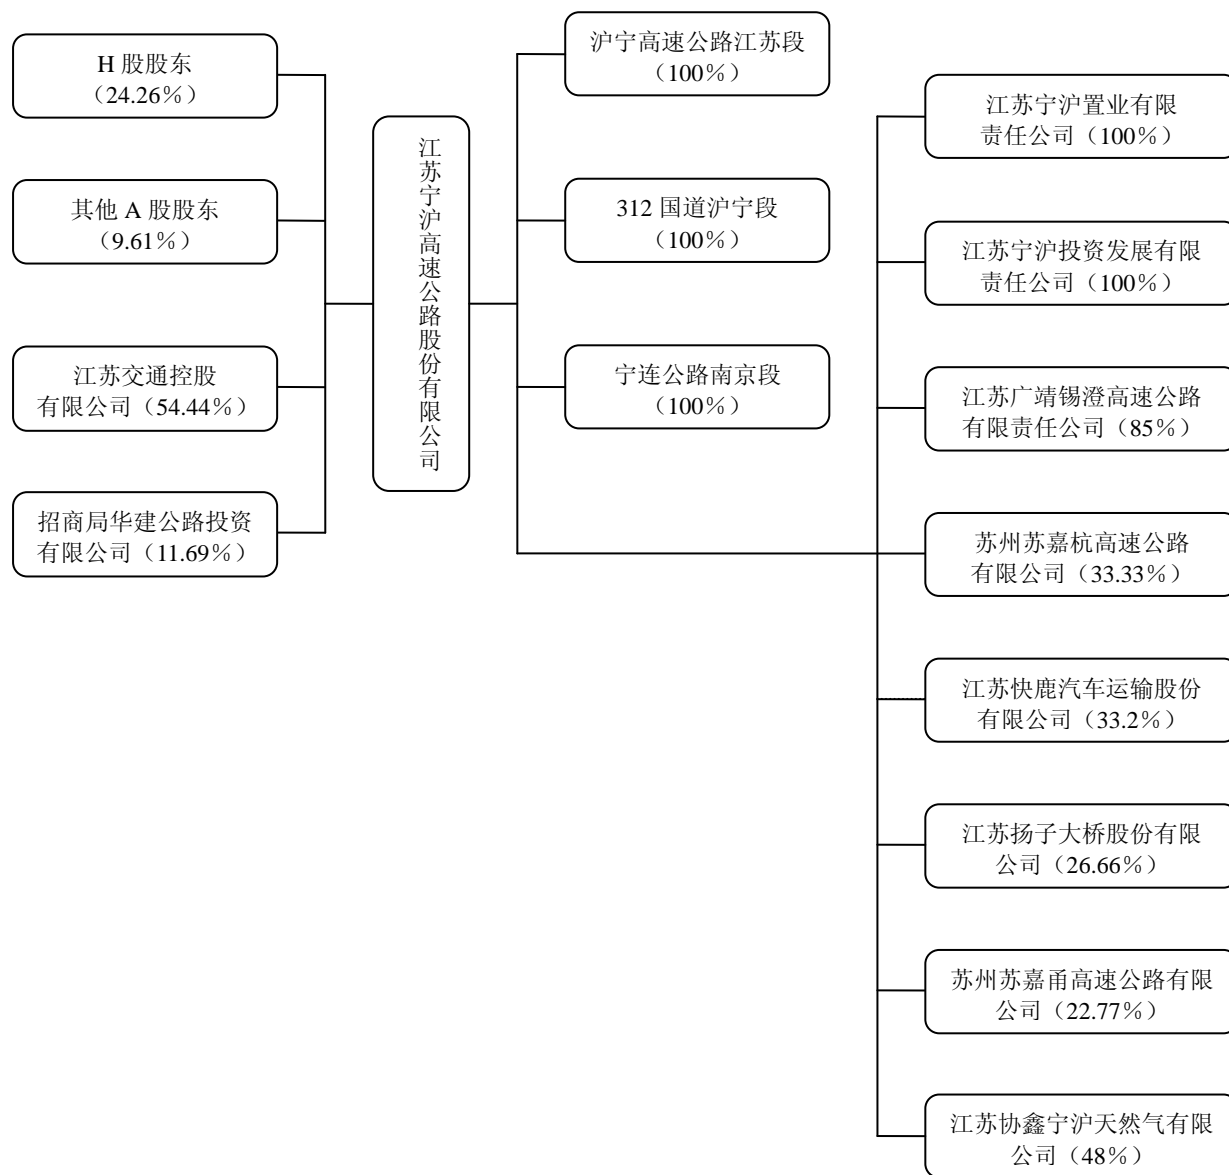 H 股股东
（24.26％）
其他 A 股股东
（9.61％）
江苏交通控股
有限公司（54.44％）
招商局华建公路投资
有限公司（11.69％）
江苏宁沪高速公路股份有限公司
沪宁高速公路江苏段
（100％）
312 国道沪宁段
（100％）
宁连公路南京段
（100％）
江苏宁沪置业有限
责任公司（100％）
江苏宁沪投资发展有限
责任公司（100％）
江苏广靖锡澄高速公路
有限责任公司（85％）
苏州苏嘉杭高速公路
有限公司（33.33％）
江苏快鹿汽车运输股份
有限公司（33.2％）
江苏扬子大桥股份有限
公司（26.66％）
苏州苏嘉甬高速公路有限
公司（22.77％）
江苏协鑫宁沪天然气有限
公司（48％）